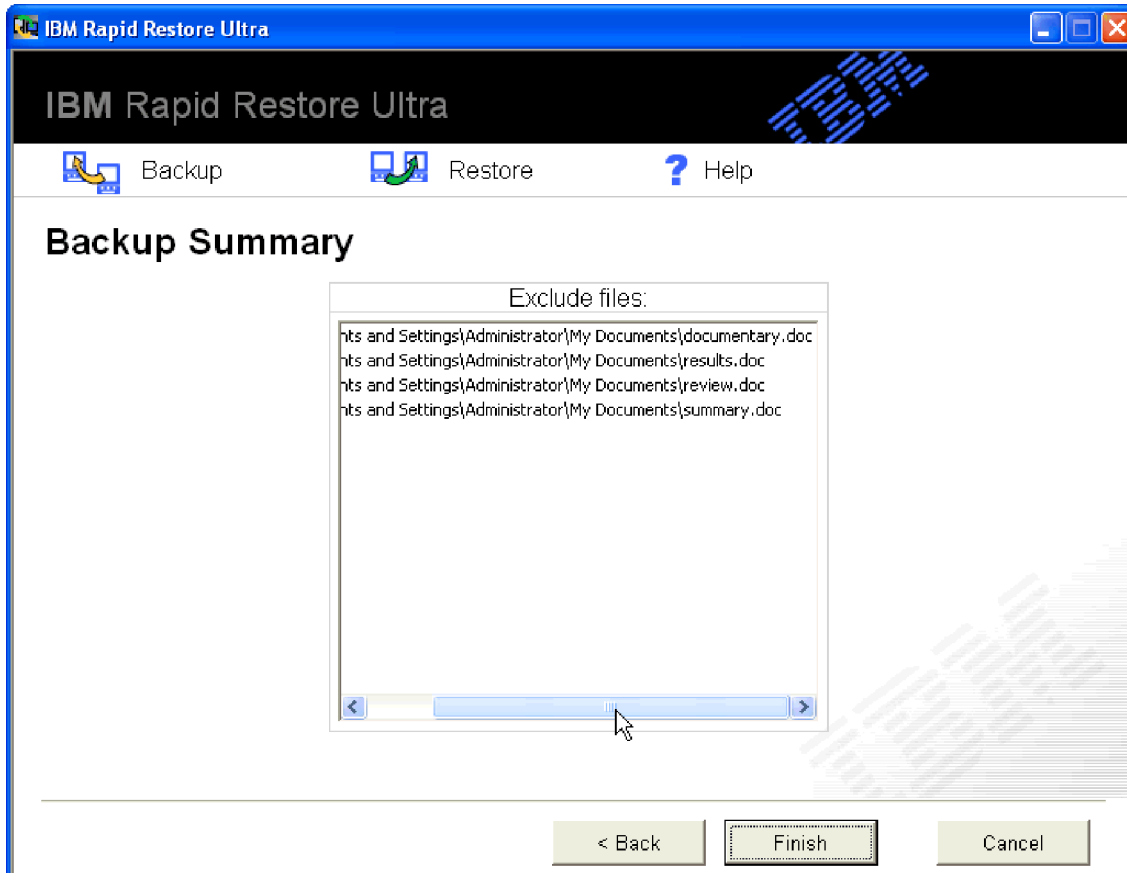 IBM Rapid Restore Ultra
IBM Rapid Restore Ultra
IBM
Backup
Restore
? Help
Backup Summary
Exclude files:
nts and Settings\Administrator\My Documents\documentary.doc
nts and Settings\Administrator\My Documents\results.doc
nts and Settings\Administrator\My Documents\review.doc
nts and Settings\Administrator\My Documents\summary.doc
IBM
< Back
Finish
Cancel